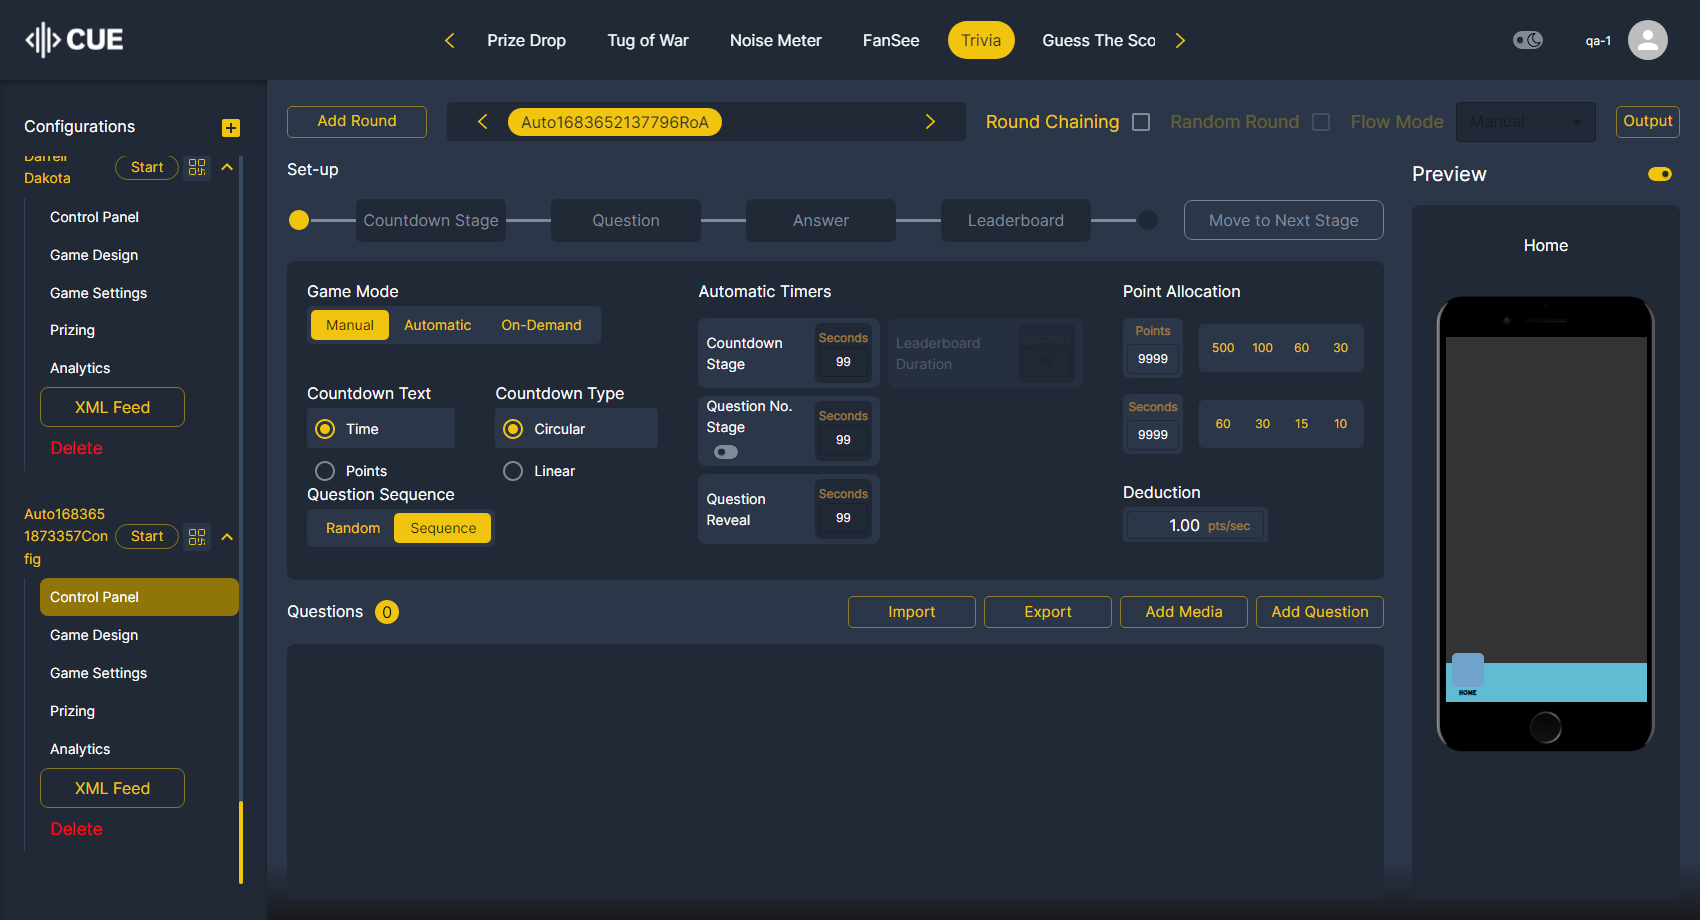 CUE
Prize Drop
Tug of War
Noise Meter
FanSee
Trivia
Guess The Sco
qa-1
Configurations
Darrell
Dakota
Start
Control Panel
Game Design
Game Settings
Prizing
Analytics
XML Feed
Delete
Auto168365
1873357Con
fig
Start
Control Panel
Game Design
Game Settings
Prizing
Analytics
XML Feed
Delete
Add Round
Auto1683652137796RoA
Round Chaining
Random Round
Flow Mode
Manual
Output
Set-up
Countdown Stage
Question
Answer
Leaderboard
Move to Next Stage
Game Mode
Manual
Automatic
On-Demand
Countdown Text
Time
Points
Countdown Type
Circular
Linear
Question Sequence
Random
Sequence
Automatic Timers
Countdown
Stage
Seconds
99
Leaderboard
Duration
Seconds
99
Question No.
Stage
Seconds
99
Question
Reveal
Seconds
99
Point Allocation
Points
9999
500
100
60
30
Seconds
9999
60
30
15
10
Deduction
1.00 pts/sec
Questions
0
Import
Export
Add Media
Add Question
Preview
Home
HOME